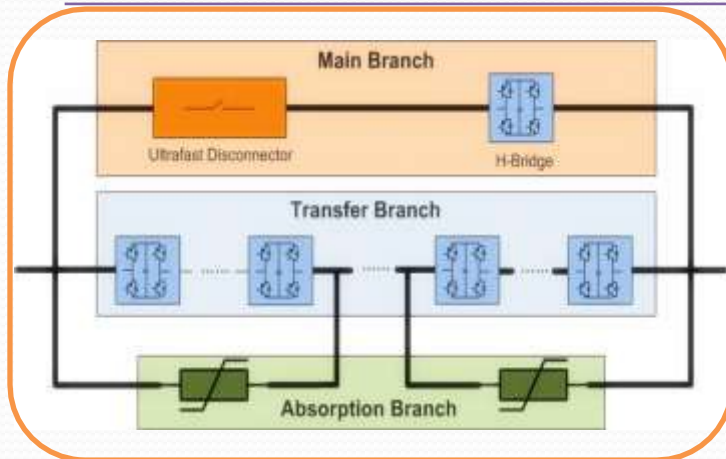 Main Branch
Ultrafast Disconnector
H-Bridge
Transfer Branch
Absorption Branch